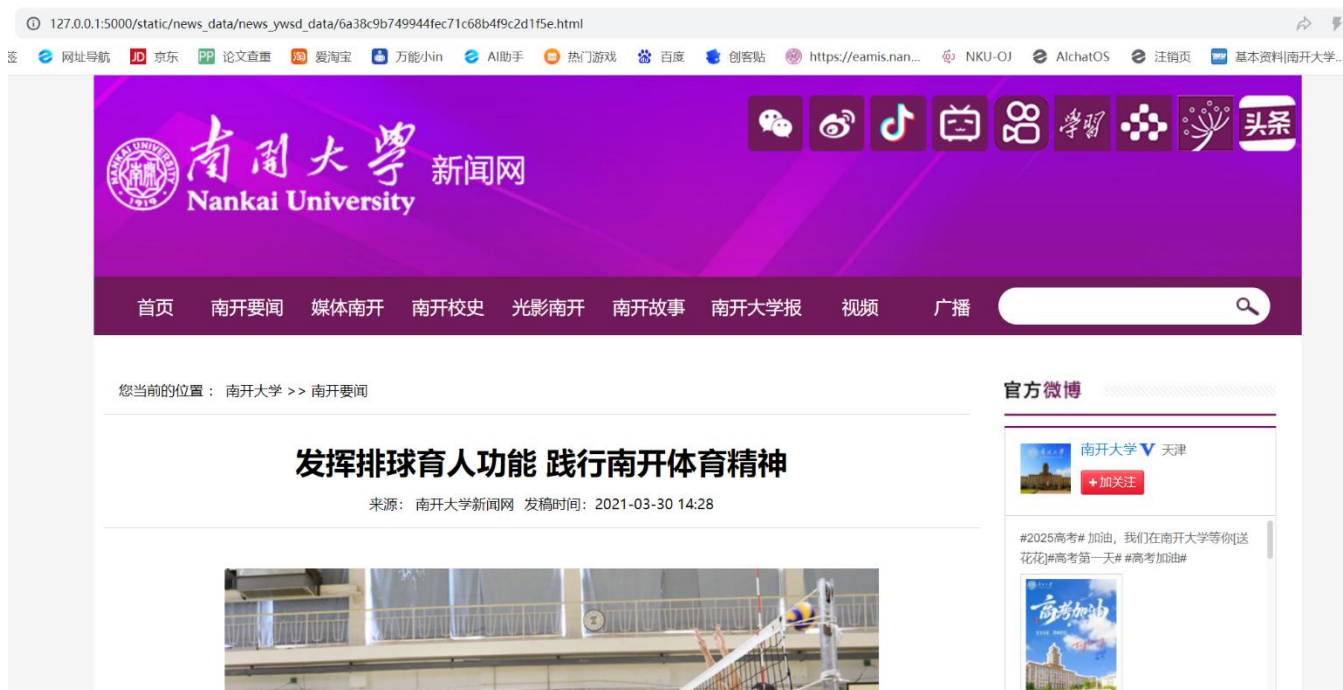 127.0.0.1:5000/static/news_data/news_ywsd_data/6a38c9b749944fec71c68b4f9c2d1f5e.html
签 网址导航 JD 京东 PP 论文查重 淘 爱淘宝 万能小in AI助手 热门游戏 百度 创客贴 https://eamis.nan... NKU-OJ AIchatOS 汪销页 基本资料|南开大学...
南开大学 新闻网
Nankai University
NANKAI UNIVERSITY
南開
1919
学習
头条
首页 南开要闻 媒体南开 南开校史 光影南开 南开故事 南开大学报 视频 广播
您当前的位置： 南开大学 >> 南开要闻
发挥排球育人功能 践行南开体育精神
来源： 南开大学新闻网 发稿时间：2021-03-30 14:28
官方微博
南开大学 V 天津
+加关注
#2025高考# 加油，我们在南开大学等你[送
花花]#高考第一天# #高考加油#
高考加油